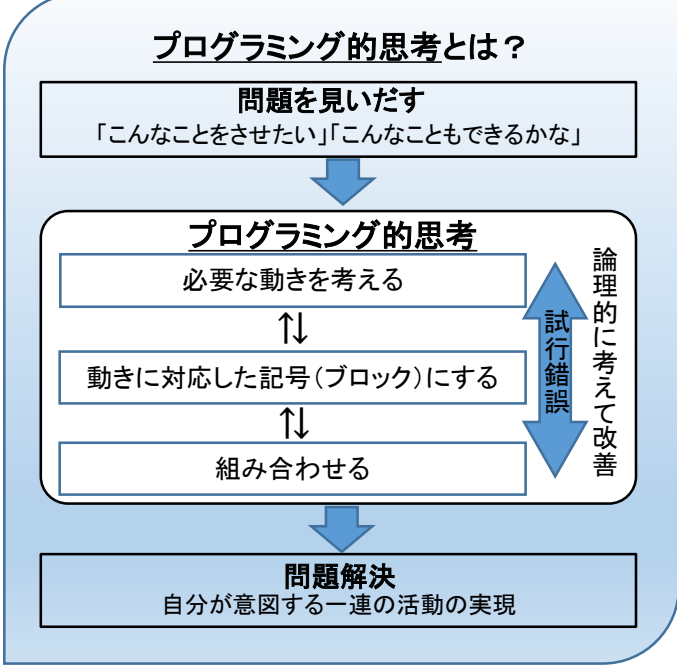 プログラミング的思考とは？
問題を見いだす
「こんなことをさせたい」「こんなこともできるかな」
プログラミング的思考
必要な動きを考える
↑↓
動きに対応した記号（ブロック）にする
↑↓
組み合わせる
試行錯誤
論理的に考えて改善
問題解決
自分が意図する一連の活動の実現